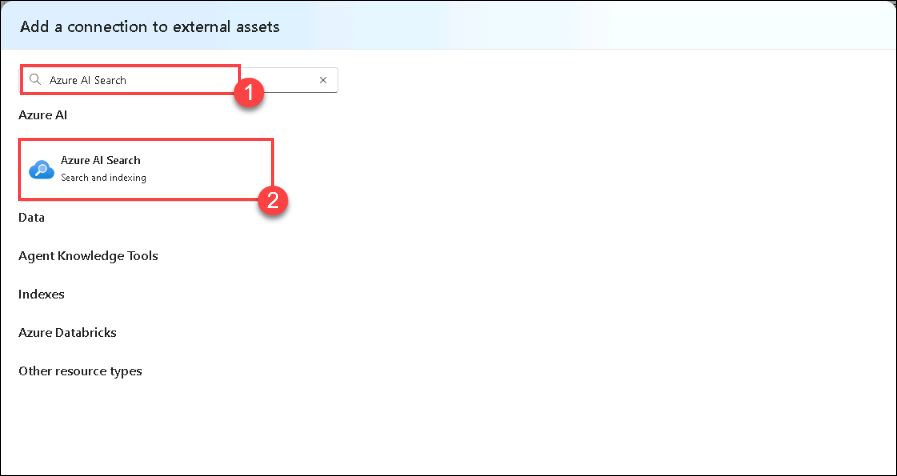 Add a connection to external assets
Azure AI Search
1
Azure AI
Azure AI Search
Search and indexing
2
Data
Agent Knowledge Tools
Indexes
Azure Databricks
Other resource types